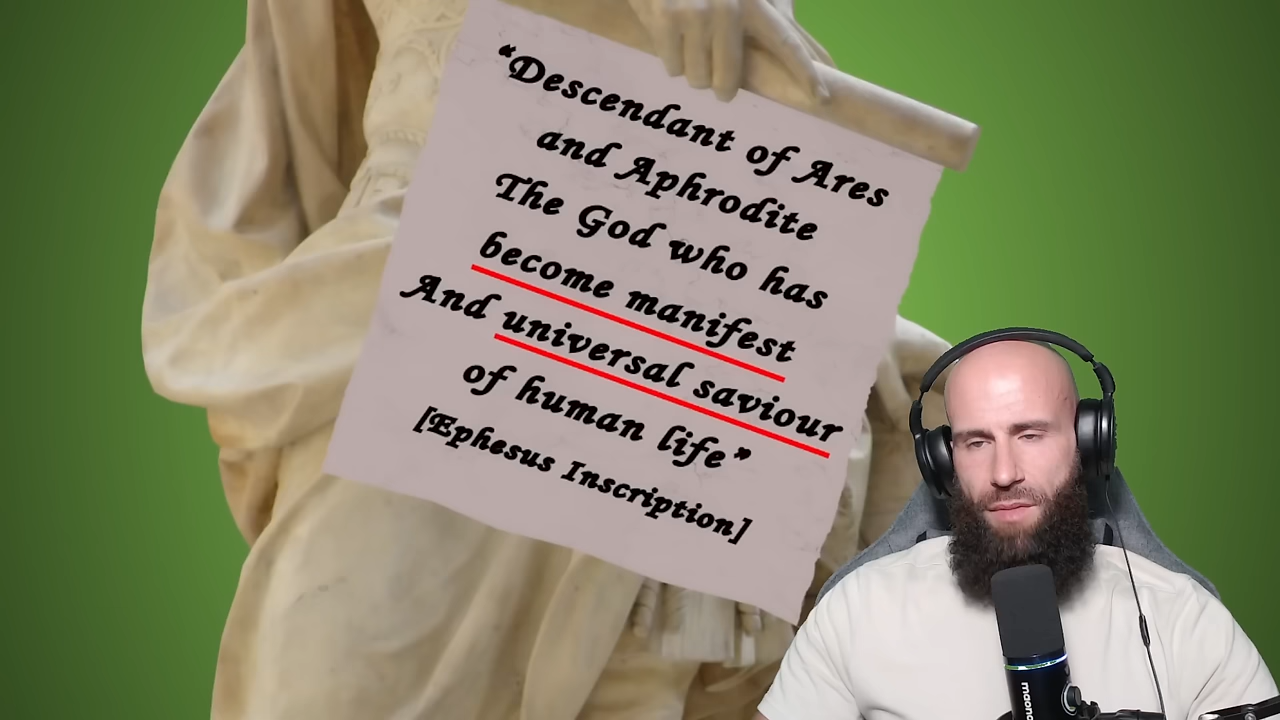 “Descendant of Ares
and Aphrodite
The God who has
become manifest
And universal saviour
of human life”
[Ephesus Inscription]
maono